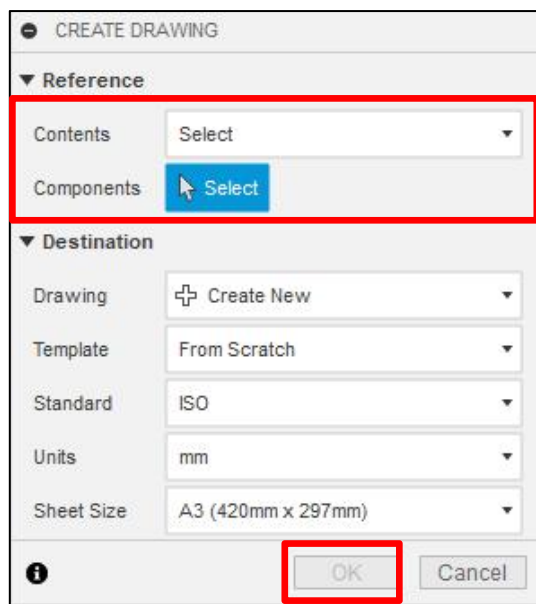 CREATE DRAWING
Reference
Contents Select
Components Select
Destination
Drawing Create New
Template From Scratch
Standard ISO
Units mm
Sheet Size A3 (420mm x 297mm)
OK Cancel